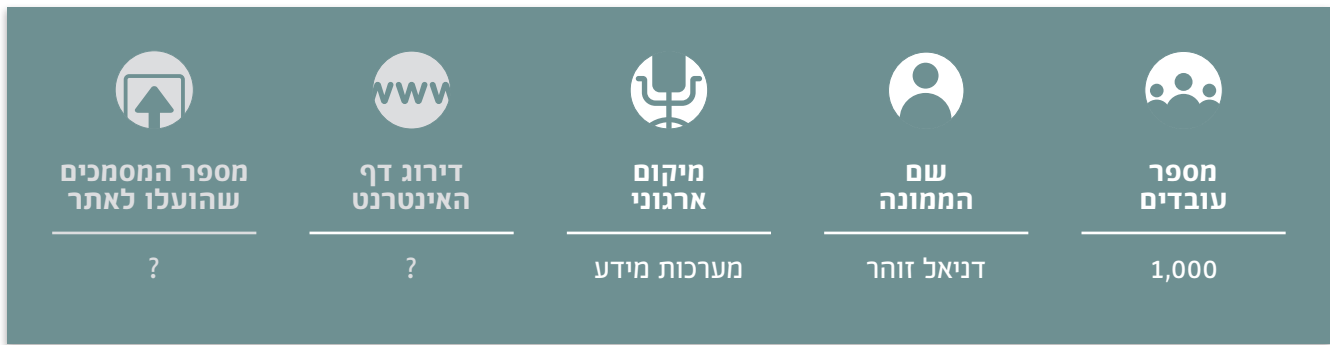 מספר
עובדים
1,000
שם
הממונה
דניאל זוהר
מיקום
ארגוני
מערכות מידע
www
דירוג דף
האינטרנט
?
מספר המסמכים
שהועלו לאתר
?